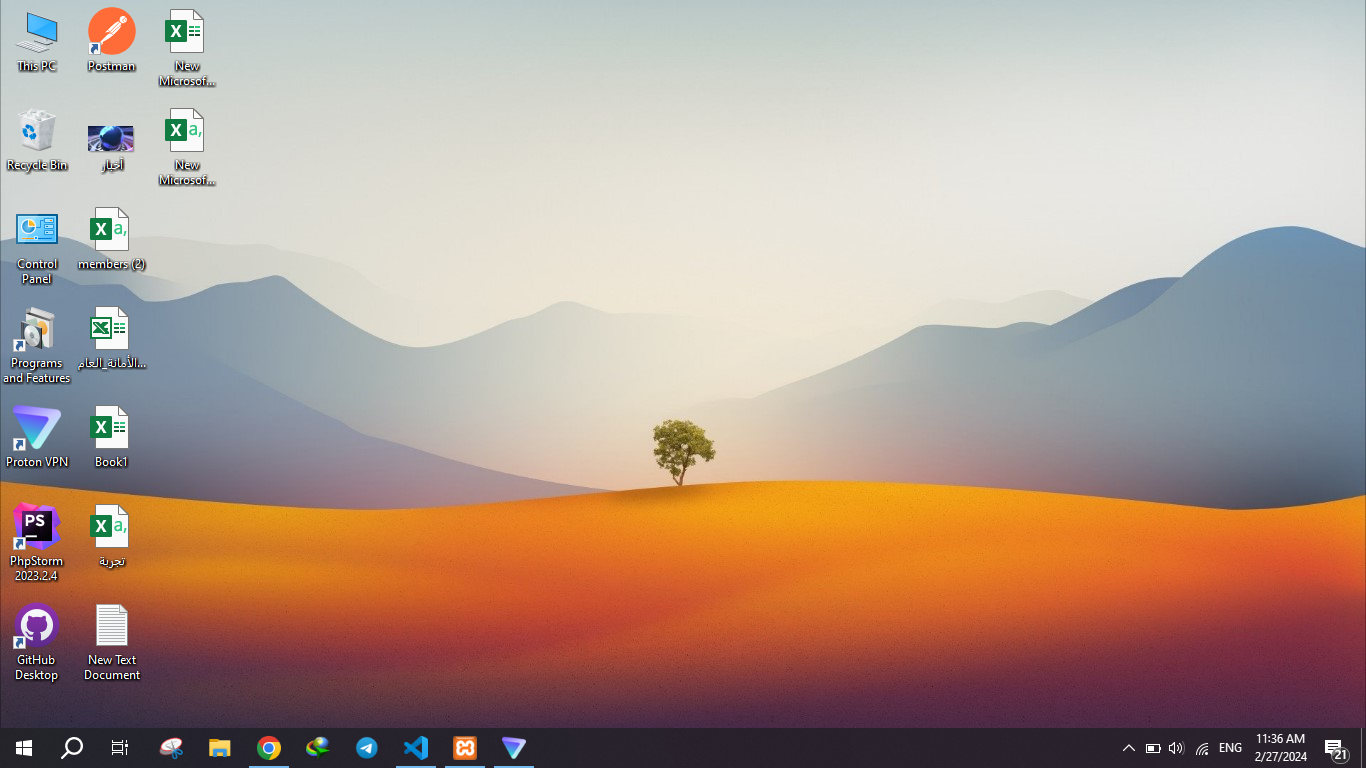 This PC
Postman
New
Microsof...
Recycle Bin
أخبار
New
Microsof...
Control
Panel
members (2)
Programs
and Features
الأمانة_العام...
Proton VPN
Book1
PS
PhpStorm
2023.2.4
تجربة
GitHub
Desktop
New Text
Document
ENG
11:36 AM
2/27/2024
21